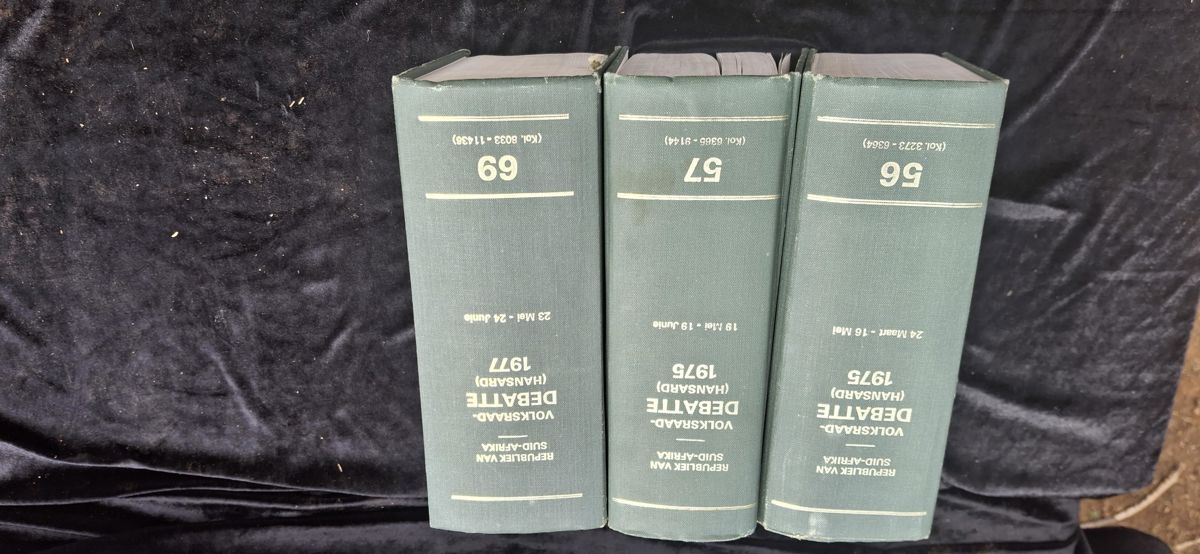 REPUBLIEK VAN
SUID-AFRIKA
VOLKSRAAD-
DEBATTE
(HANSARD)
1975
24 Maart - 16 Mei
56
(Kol. 3273 - 6364)
REPUBLIEK VAN
SUID-AFRIKA
VOLKSRAAD-
DEBATTE
(HANSARD)
1975
19 Mei - 19 Junie
57
(Kol. 6365 - 9144)
REPUBLIEK VAN
SUID-AFRIKA
VOLKSRAAD-
DEBATTE
(HANSARD)
1977
23 Mei - 24 Junie
69
(Kol. 8033 - 11436)